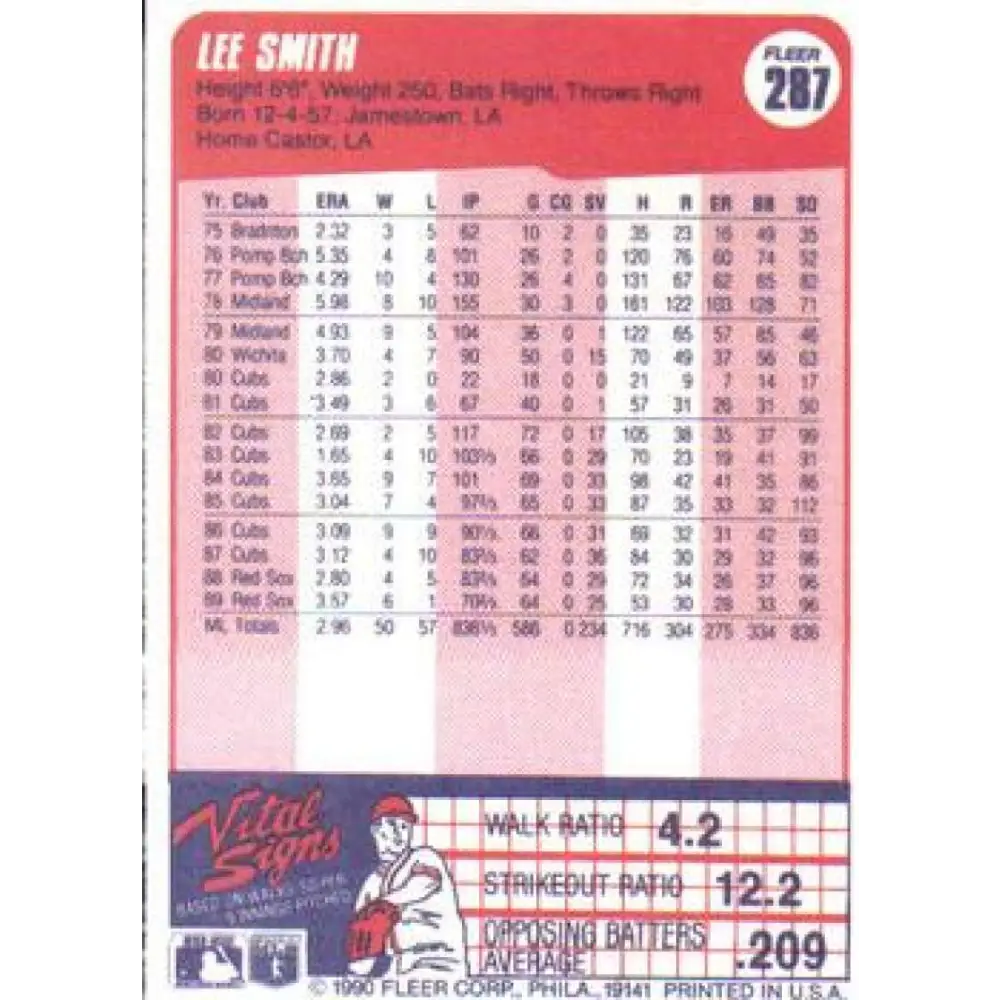 LEE SMITH
FLEER
287
Height 6'6", Weight 250, Bats Right, Throws Right
Born 12-4-57, Jamestown, LA
Home Castor, LA
Yr. Club ERA W L IP G CG SV H R ER BB SO
75 Bradnton 2.32 3 5 62 10 2 0 35 23 16 49 35
76 Pomp Bch 5.35 4 8 101 26 2 0 120 76 60 74 52
77 Pomp Bch 4.29 10 4 130 26 4 0 131 67 62 85 82
78 Midland 5.98 8 10 155 30 3 0 161 122 103 128 71
79 Midland 4.93 9 5 104 36 0 1 122 65 57 85 46
80 Wichita 3.70 4 7 90 50 0 15 70 49 37 56 63
80 Cubs 2.86 2 0 22 18 0 0 21 9 7 14 17
81 Cubs 3.49 3 6 67 40 0 1 57 31 26 31 50
82 Cubs 2.69 2 5 117 72 0 17 105 38 35 37 99
83 Cubs 1.65 4 10 103⅓ 66 0 29 70 23 19 41 91
84 Cubs 3.65 9 7 101 69 0 33 98 42 41 35 86
85 Cubs 3.04 7 4 97⅔ 65 0 33 87 35 33 32 112
86 Cubs 3.09 9 9 90⅓ 66 0 31 69 32 31 42 93
87 Cubs 3.12 4 10 83⅔ 62 0 36 84 30 29 32 96
88 Red Sox 2.80 4 5 83⅔ 64 0 29 72 34 26 37 96
89 Red Sox 3.57 6 1 70⅔ 64 0 25 53 30 28 33 96
ML Totals 2.96 50 57 836⅓ 586 0 234 716 304 275 334 836
Vital Signs
BASED ON WALKS, SO PER
9 INNINGS PITCHED
WALK RATIO 4.2
STRIKEOUT RATIO 12.2
OPPOSING BATTERS
AVERAGE .209
© 1990 FLEER CORP., PHILA., 19141 PRINTED IN U.S.A.